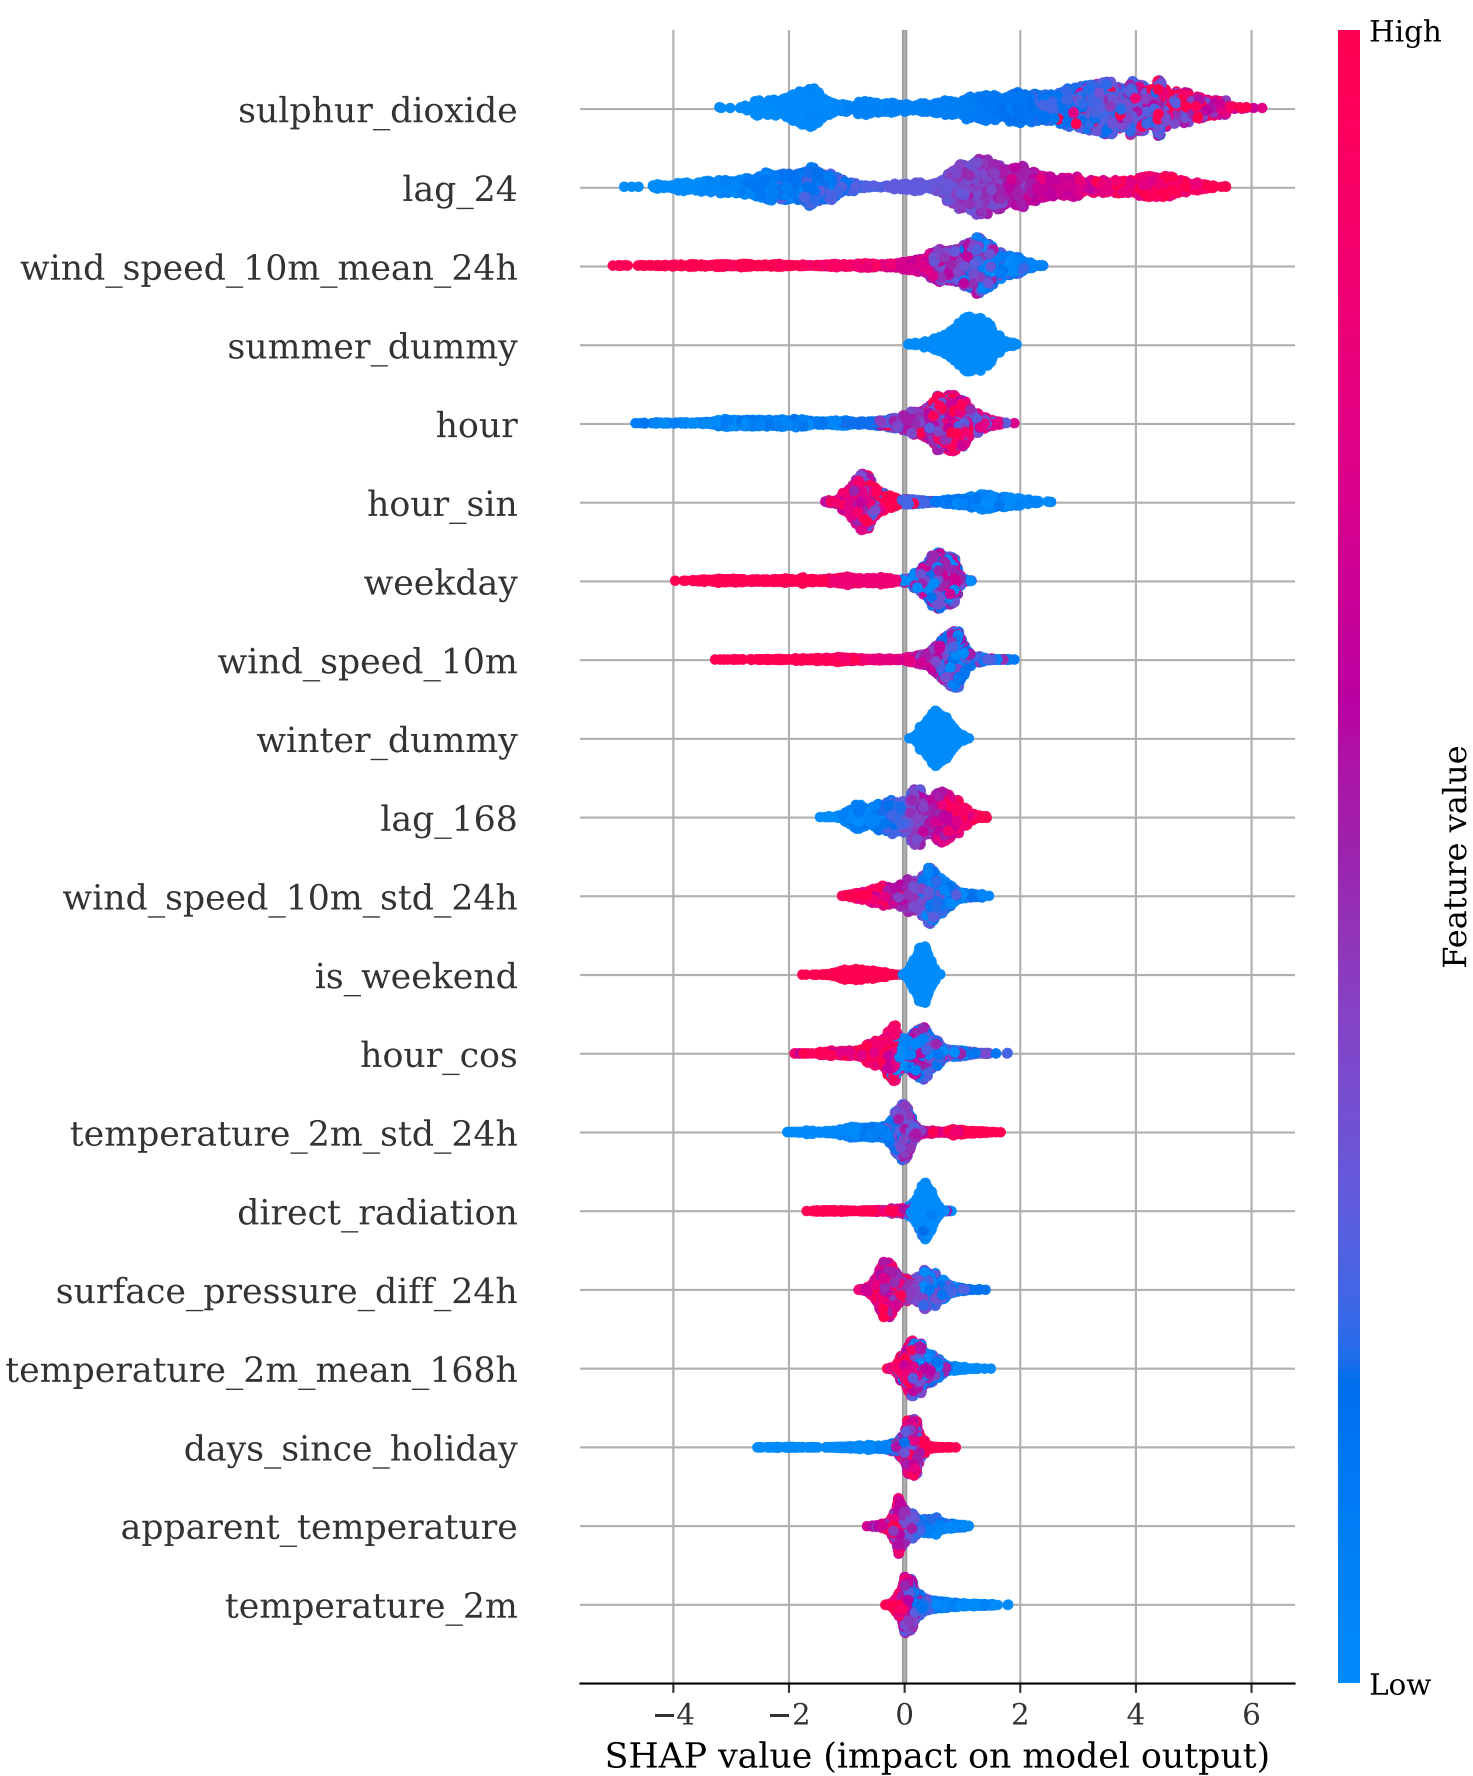 High
sulphur_dioxide
lag_24
wind_speed_10m_mean_24h
summer_dummy
hour
hour_sin
weekday
wind_speed_10m
winter_dummy
lag_168
wind_speed_10m_std_24h
is_weekend
hour_cos
temperature_2m_std_24h
direct_radiation
surface_pressure_diff_24h
temperature_2m_mean_168h
days_since_holiday
apparent_temperature
temperature_2m
Feature value
Low
−4 −2 0 2 4 6
SHAP value (impact on model output)